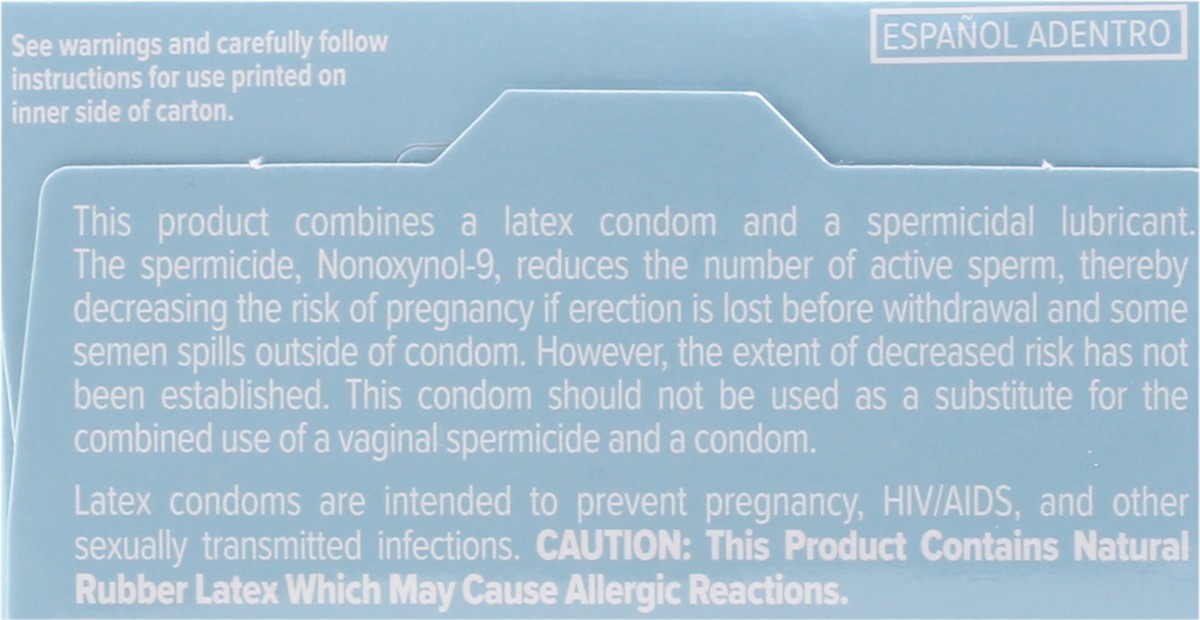 See warnings and carefully follow
instructions for use printed on
inner side of carton.
ESPAÑOL ADENTRO
This product combines a latex condom and a spermicidal lubricant.
The spermicide, Nonoxynol-9, reduces the number of active sperm, thereby
decreasing the risk of pregnancy if erection is lost before withdrawal and some
semen spills outside of condom. However, the extent of decreased risk has not
been established. This condom should not be used as a substitute for the
combined use of a vaginal spermicide and a condom.
Latex condoms are intended to prevent pregnancy, HIV/AIDS, and other
sexually transmitted infections. CAUTION: This Product Contains Natural
Rubber Latex Which May Cause Allergic Reactions.